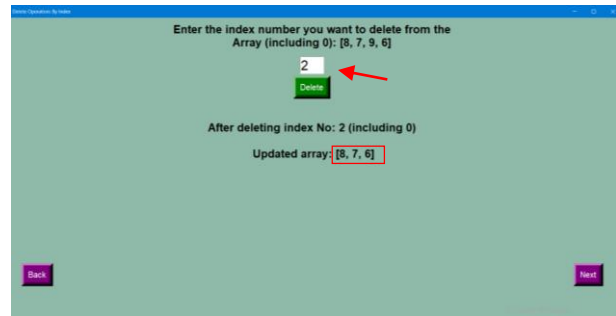 Delete Operation By Index
Enter the index number you want to delete from the
Array (including 0): [8, 7, 9, 6]
2
Delete
After deleting index No: 2 (including 0)
Updated array: [8, 7, 6]
Back
Next